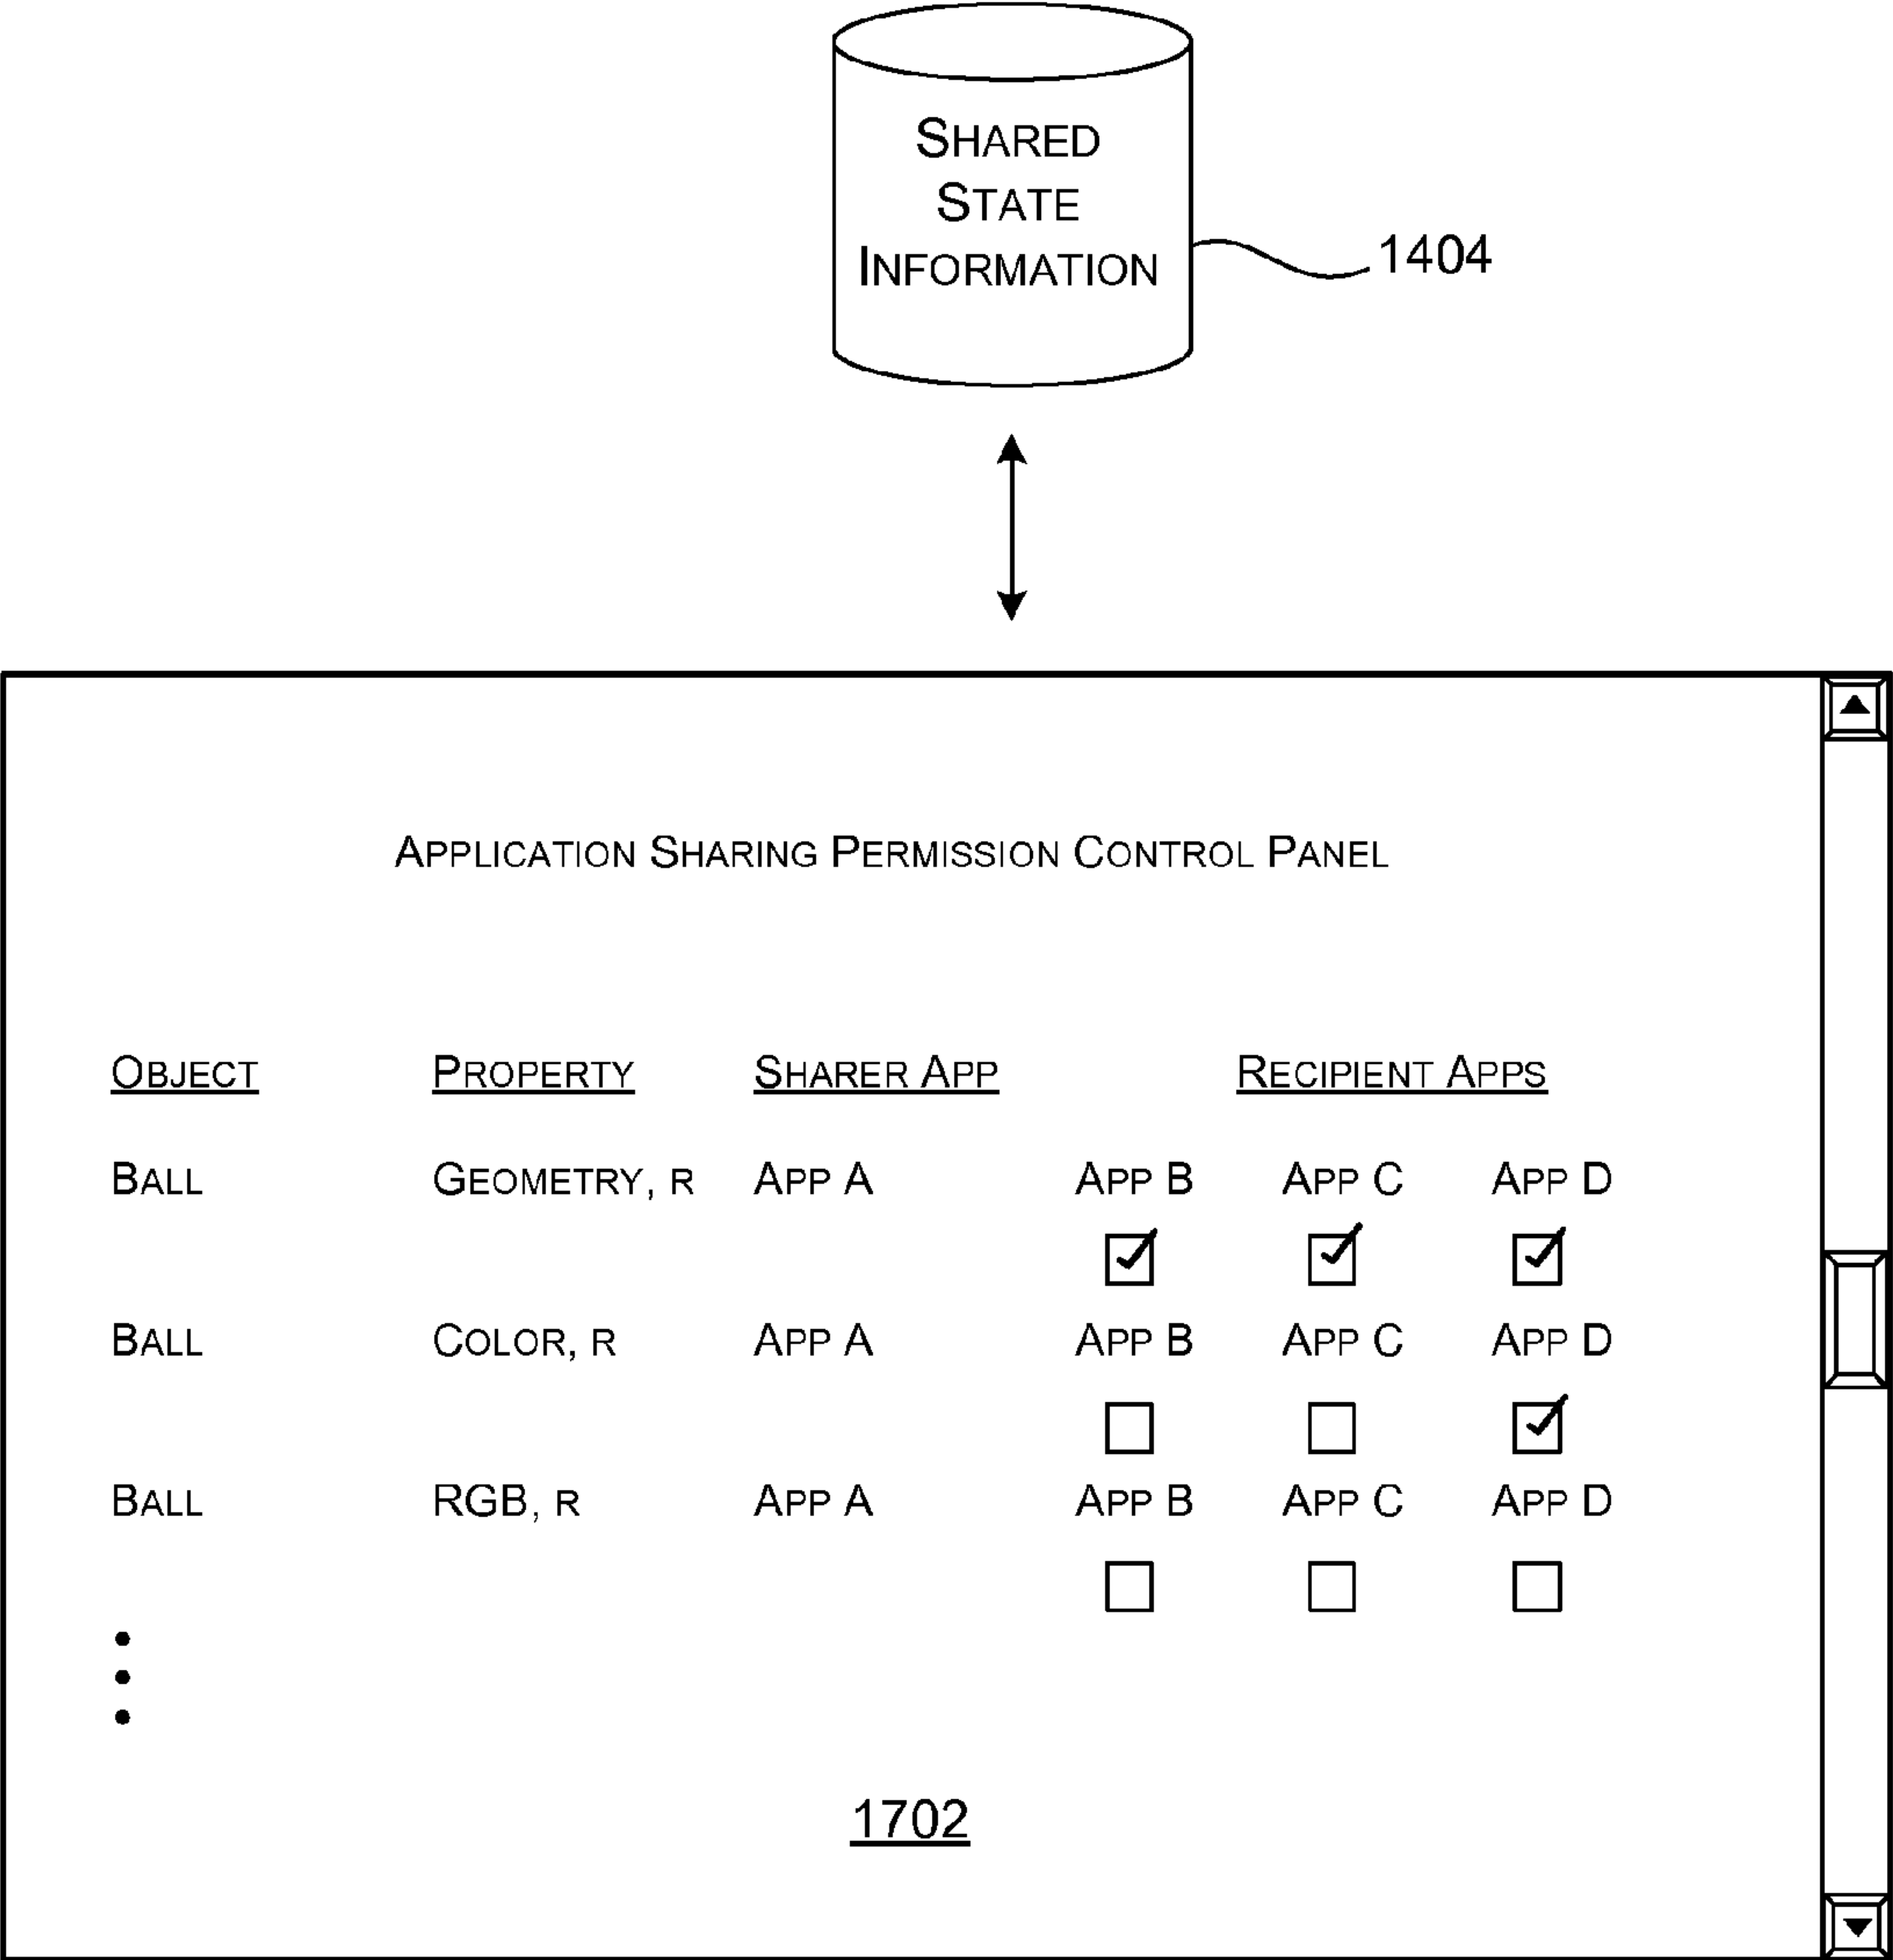 SHARED
STATE
INFORMATION
1404
APPLICATION SHARING PERMISSION CONTROL PANEL
OBJECT PROPERTY SHARER APP RECIPIENT APPS
BALL GEOMETRY, R APP A APP B APP C APP D
BALL COLOR, R APP A APP B APP C APP D
BALL RGB, R APP A APP B APP C APP D
1702